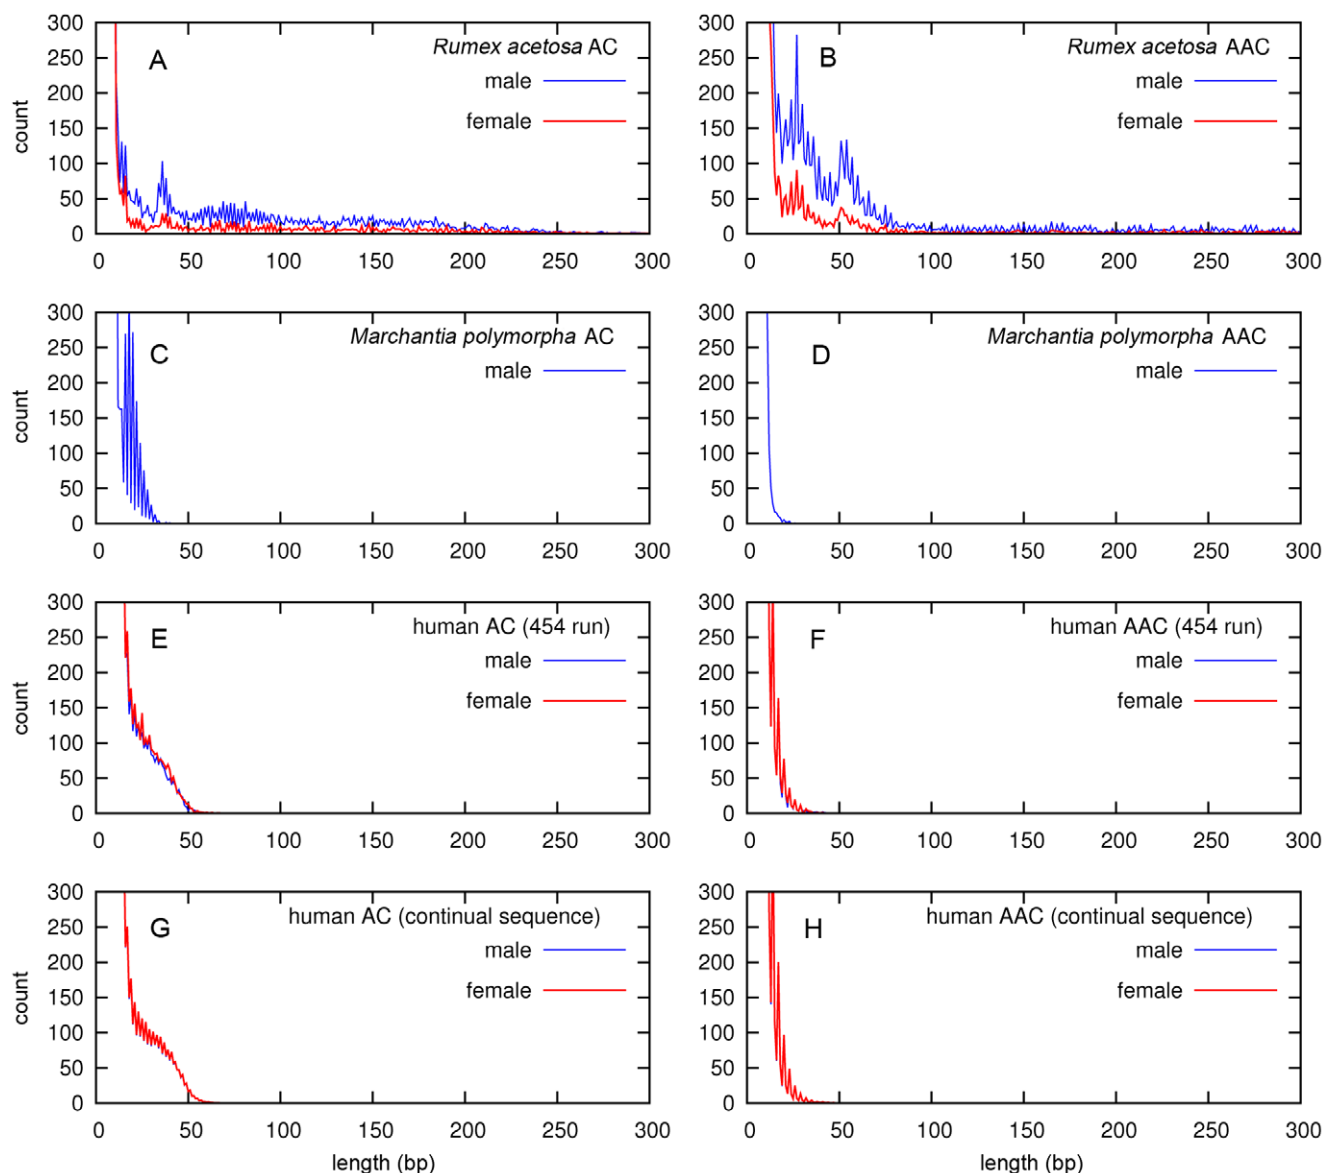 300
250
200
150
100
50
0
count
A
Rumex acetosa AC
male
female
0 50 100 150 200 250 300
300
250
200
150
100
50
0
B
Rumex acetosa AAC
male
female
0 50 100 150 200 250 300
300
250
200
150
100
50
0
count
C
Marchantia polymorpha AC
male
0 50 100 150 200 250 300
300
250
200
150
100
50
0
D
Marchantia polymorpha AAC
male
0 50 100 150 200 250 300
300
250
200
150
100
50
0
count
E
human AC (454 run)
male
female
0 50 100 150 200 250 300
300
250
200
150
100
50
0
F
human AAC (454 run)
male
female
0 50 100 150 200 250 300
300
250
200
150
100
50
0
count
G
human AC (continual sequence)
male
female
0 50 100 150 200 250 300
length (bp)
300
250
200
150
100
50
0
H
human AAC (continual sequence)
male
female
0 50 100 150 200 250 300
length (bp)